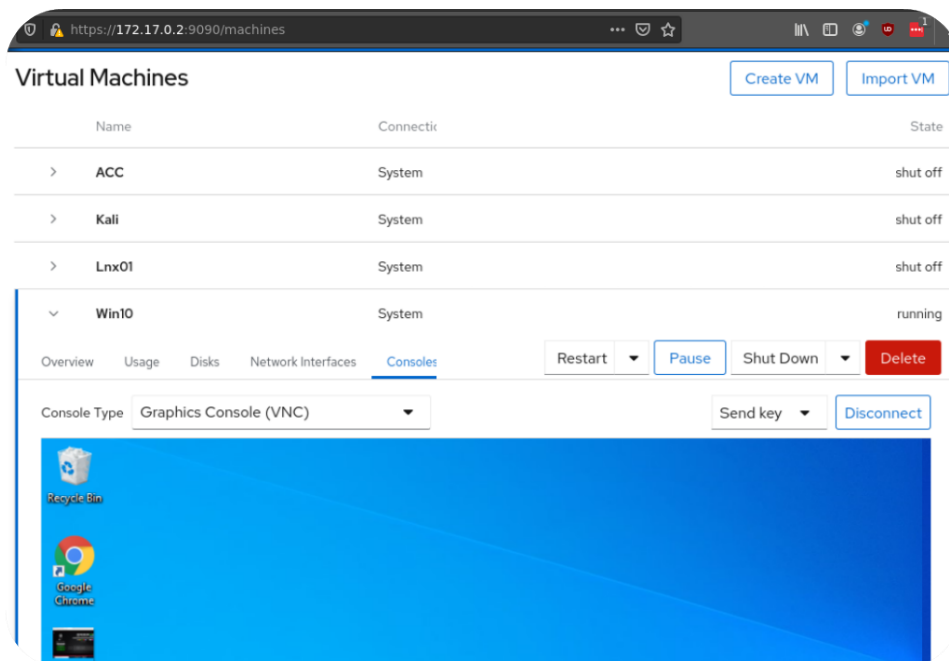 https://172.17.0.2:9090/machines
1
Virtual Machines
Create VM
Import VM
Name Connectic State
ACC System shut off
Kali System shut off
Lnx01 System shut off
Win10 System running
Overview Usage Disks Network Interfaces Consoles Restart Pause Shut Down Delete
Console Type Graphics Console (VNC) Send key Disconnect
Recycle Bin
Google
Chrome